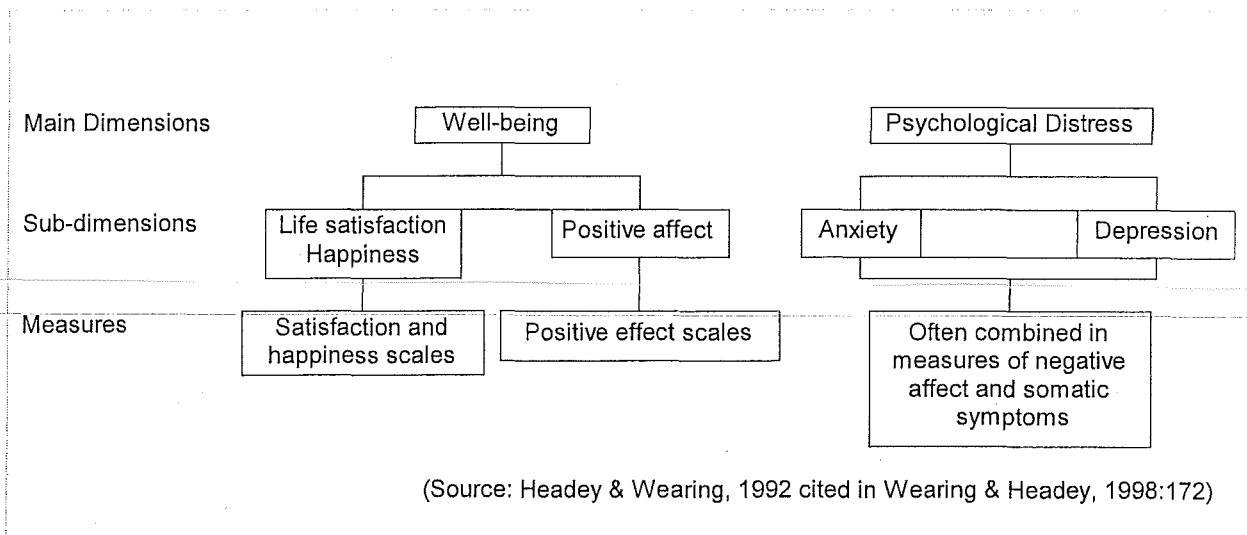 Main Dimensions
Well-being
Psychological Distress
Sub-dimensions
Life satisfaction
Happiness
Positive affect
Anxiety
Depression
Measures
Satisfaction and
happiness scales
Positive effect scales
Often combined in
measures of negative
affect and somatic
symptoms
(Source: Headey & Wearing, 1992 cited in Wearing & Headey, 1998:172)